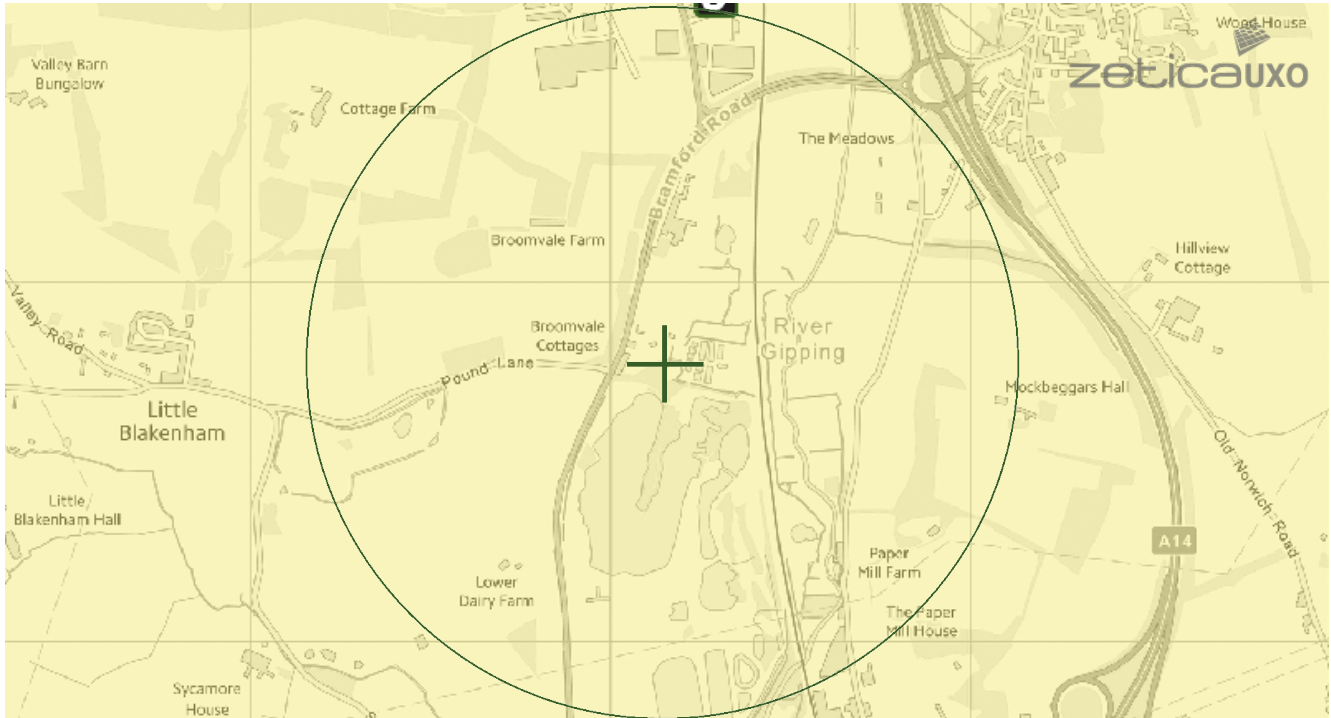 Wood House
zeticauxo
Valley Barn
Bungalow
Cottage Farm
Bramford Road
The Meadows
Broomvale Farm
Hillview
Cottage
Valley Road
Broomvale
Cottages
River
Gipping
Pound Lane
Mockbeggars Hall
Little
Blakenham
Old Norwich Road
Little
Blakenham Hall
A14
Paper
Mill Farm
Lower
Dairy Farm
The Paper
Mill House
Sycamore
House